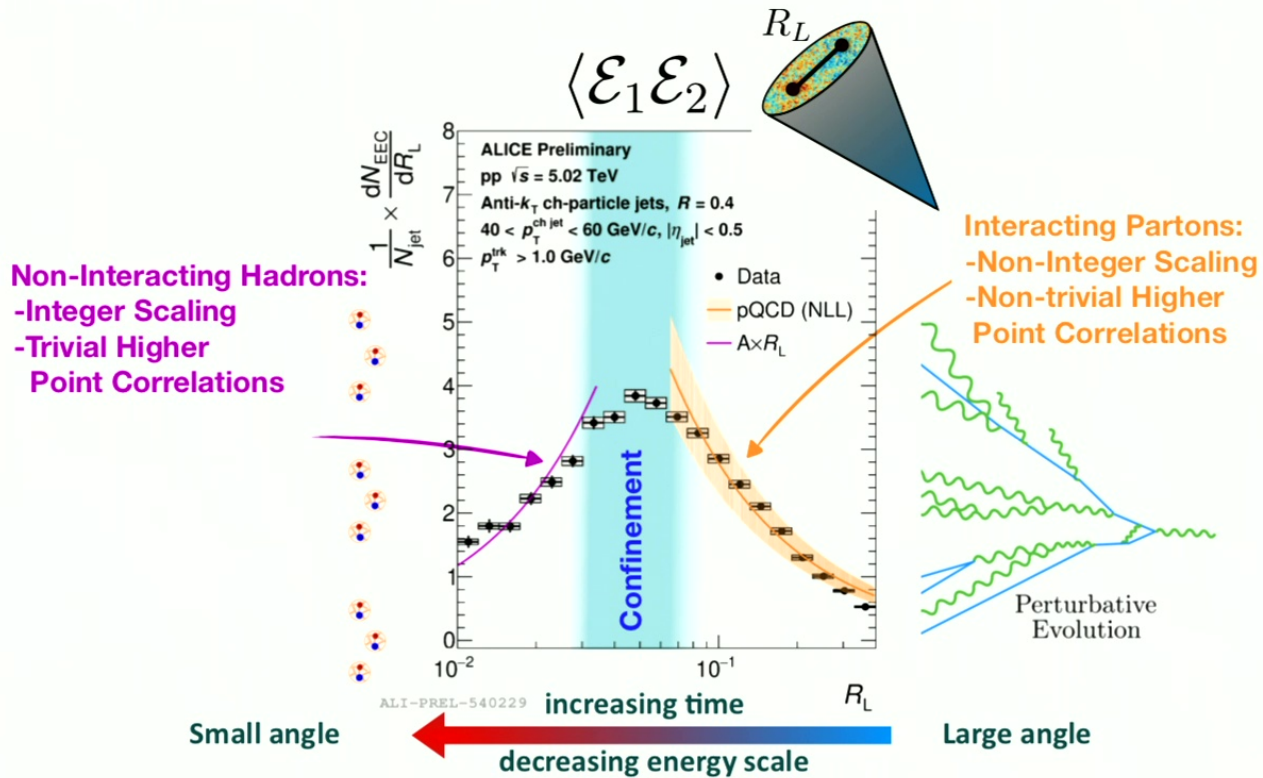 R_L
⟨ℰ₁ℰ₂⟩
1/N_jet × dN_EEC/dR_L
8
7
6
5
4
3
2
1
0
ALICE Preliminary
pp √s = 5.02 TeV
Anti-k_T ch-particle jets, R = 0.4
40 < p_T^ch jet < 60 GeV/c, |η_jet| < 0.5
p_T^trk > 1.0 GeV/c
Data
pQCD (NLL)
A×R_L
Non-Interacting Hadrons:
-Integer Scaling
-Trivial Higher
Point Correlations
Interacting Partons:
-Non-Integer Scaling
-Non-trivial Higher
Point Correlations
Confinement
Perturbative
Evolution
10⁻²
10⁻¹
R_L
ALI-PREL-540229
increasing time
Small angle
Large angle
decreasing energy scale